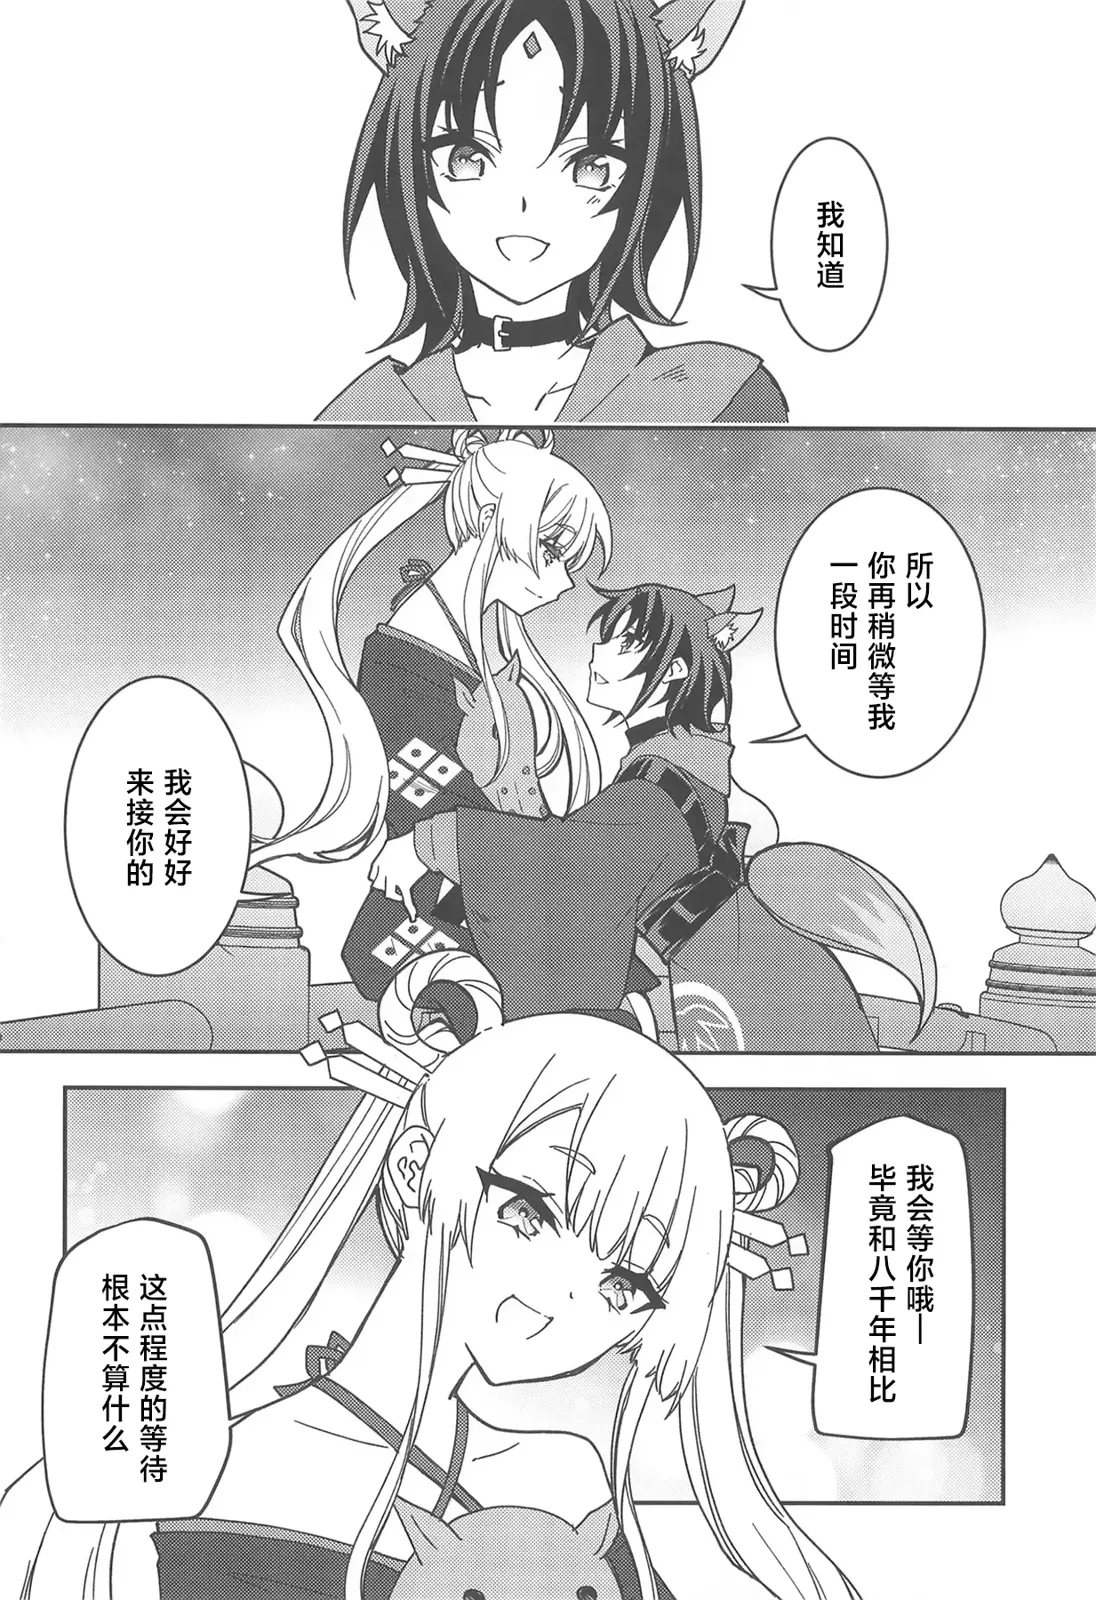 我
知
道
所以
你再稍微等我
一段时间
我会好好
来接你的
我会等你哦—
毕竟和八千年相比
这点程度的等待
根本不算什么